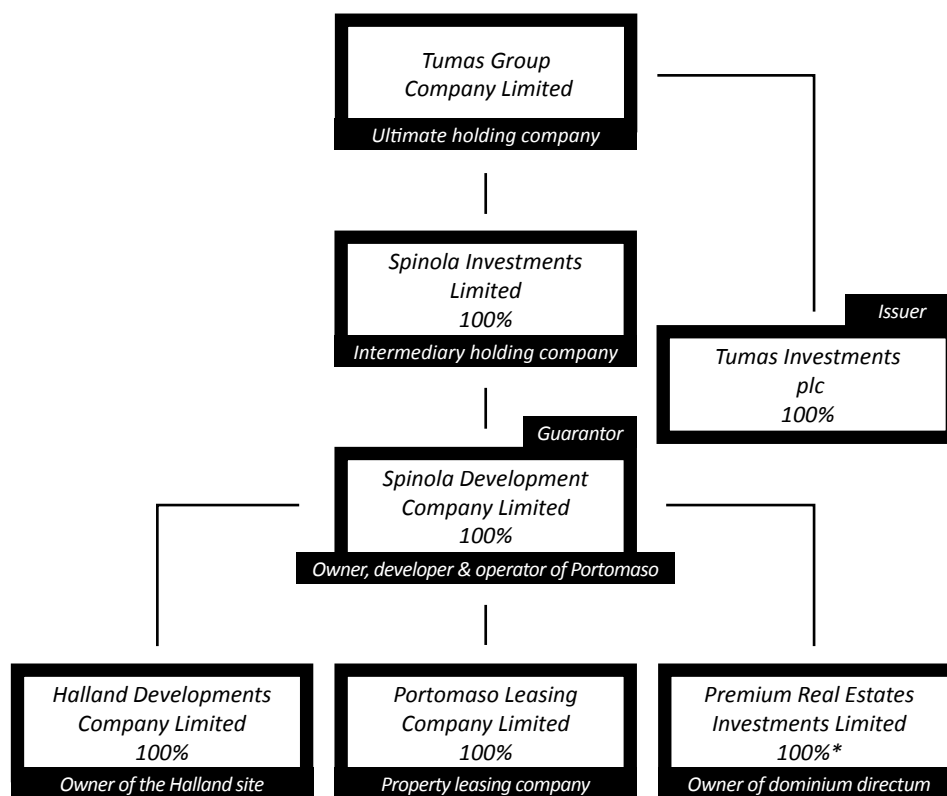 Tumas Group
Company Limited
Ultimate holding company
Spinola Investments
Limited
100%
Intermediary holding company
Issuer
Tumas Investments
plc
100%
Guarantor
Spinola Development
Company Limited
100%
Owner, developer & operator of Portomaso
Halland Developments
Company Limited
100%
Owner of the Halland site
Portomaso Leasing
Company Limited
100%
Property leasing company
Premium Real Estates
Investments Limited
100%*
Owner of dominium directum